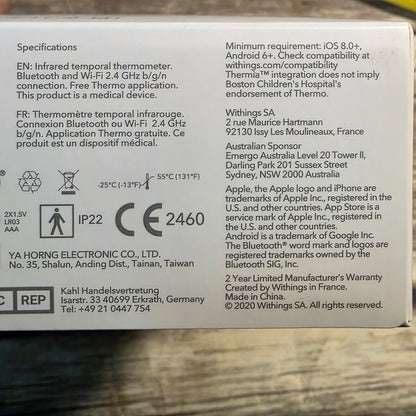 Specifications
EN: Infrared temporal thermometer.
Bluetooth and Wi-Fi 2.4 GHz b/g/n
connection. Free Thermo application.
This product is a medical device.
FR: Thermomètre temporal infrarouge.
Connexion Bluetooth ou Wi-Fi 2.4 GHz
b/g/n. Application Thermo gratuite. Ce
produit est un dispositif médical.
®
-25°C (-13°F)
55°C (131°F)
2X1.5V
LR03
AAA
IP22
CE 2460
YA HORNG ELECTRONIC CO., LTD.
No. 35, Shalun, Anding Dist., Tainan, Taiwan
C REP
Kahl Handelsvertretung
Isarstr. 33 40699 Erkrath, Germany
Tel: +49 21 0447 754
Minimum requirement: iOS 8.0+,
Android 6+. Check compatibility at
withings.com/compatibility
Thermia™ integration does not imply
Boston Children's Hospital's
endorsement of Thermo.
Withings SA
2 rue Maurice Hartmann
92130 Issy Les Moulineaux, France
Australian Sponsor
Emergo Australia Level 20 Tower II,
Darling Park 201 Sussex Street
Sydney, NSW 2000 Australia
Apple, the Apple logo and iPhone are
trademarks of Apple Inc., registered in the
U.S. and other countries. App Store is a
service mark of Apple Inc., registered in
the U.S. and other countries.
Android is a trademark of Google Inc.
The Bluetooth® word mark and logos are
registered trademarks owned by the
Bluetooth SIG, Inc.
2 Year Limited Manufacturer's Warranty
Created by Withings in France.
Made in China.
© 2020 Withings SA. All rights reserved.